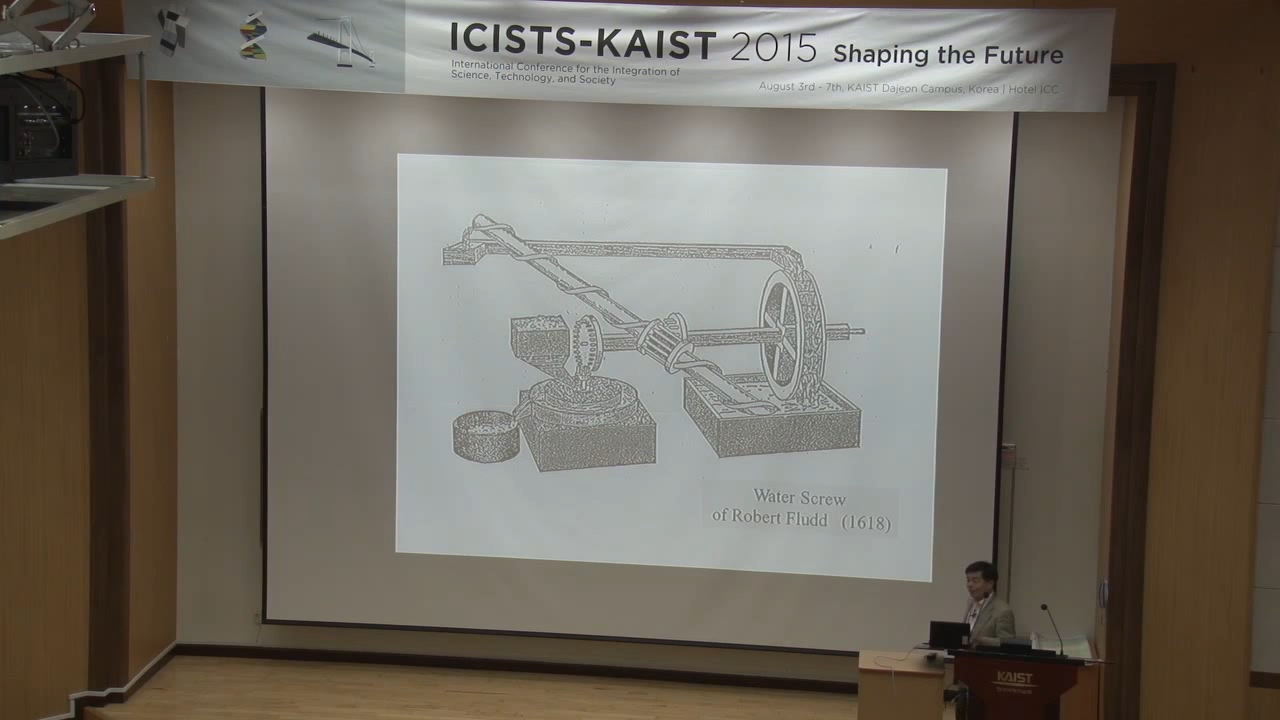 ICISTS-KAIST 2015 Shaping the Future
International Conference for the Integration of
Science, Technology, and Society
August 3rd - 7th, KAIST Dajeon Campus, Korea | Hotel ICC
Water Screw
of Robert Fludd (1618)
KAIST